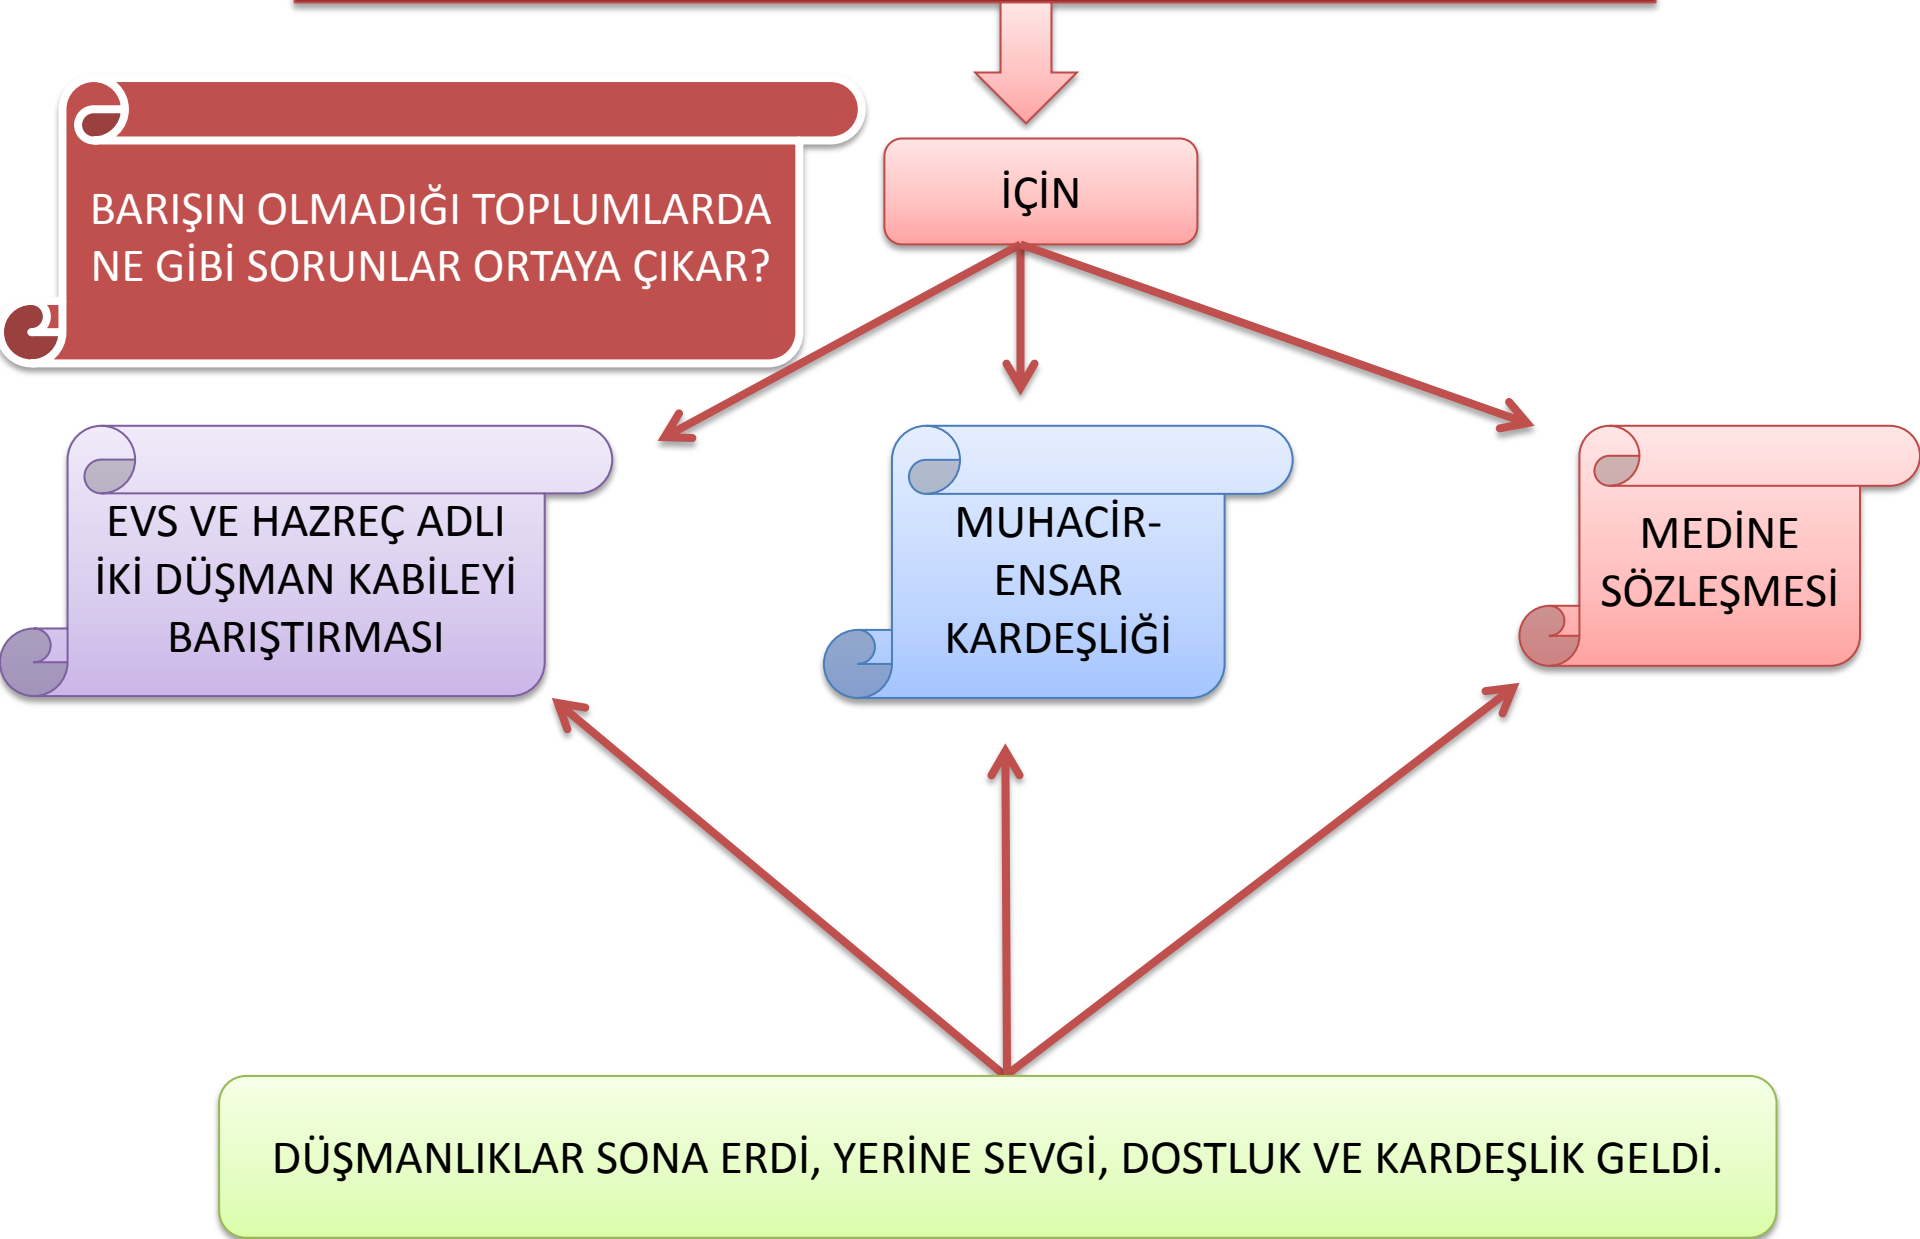 BARIŞIN OLMADIĞI TOPLUMLARDA
NE GİBİ SORUNLAR ORTAYA ÇIKAR?
İÇİN
EVS VE HAZREÇ ADLI
İKİ DÜŞMAN KABİLEYİ
BARIŞTIRMASI
MUHACİR-
ENSAR
KARDEŞLİĞİ
MEDİNE
SÖZLEŞMESİ
DÜŞMANLIKLAR SONA ERDİ, YERİNE SEVGİ, DOSTLUK VE KARDEŞLİK GELDİ.